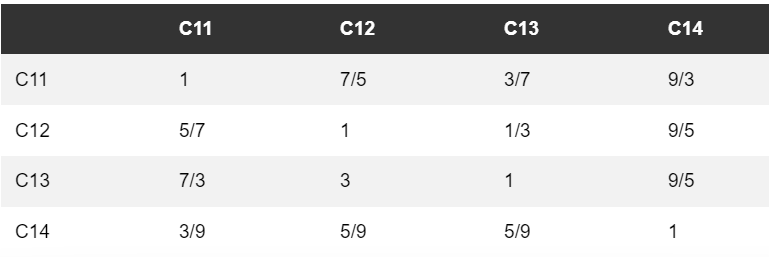 C11 C12 C13 C14
C11 1 7/5 3/7 9/3
C12 5/7 1 1/3 9/5
C13 7/3 3 1 9/5
C14 3/9 5/9 5/9 1